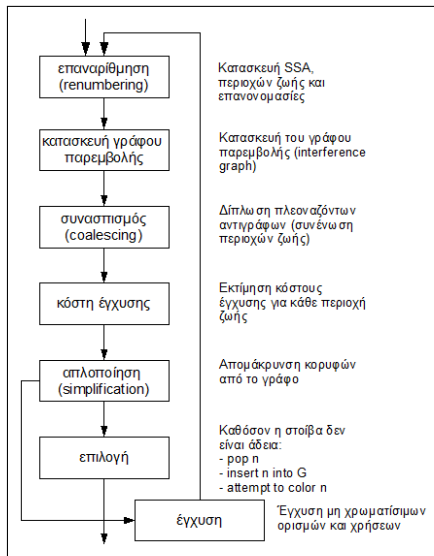 επαναρίθμηση
(renumbering)
Κατασκευή SSA,
περιοχών ζωής και
επανονομασίες
κατασκευή γράφου
παρεμβολής
Κατασκευή του γράφου
παρεμβολής (interference
graph)
συνασπισμός
(coalescing)
Δίπλωση πλεοναζόντων
αντιγράφων (συνένωση
περιοχών ζωής)
κόστη έγχυσης
Εκτίμηση κόστους
έγχυσης για κάθε περιοχή
ζωής
απλοποίηση
(simplification)
Απομάκρυνση κορυφών
από το γράφο
επιλογή
Καθόσον η στοίβα δεν
είναι άδεια:
- pop n
- insert n into G
- attempt to color n
έγχυση
Έγχυση μη χρωματίσιμων
ορισμών και χρήσεων